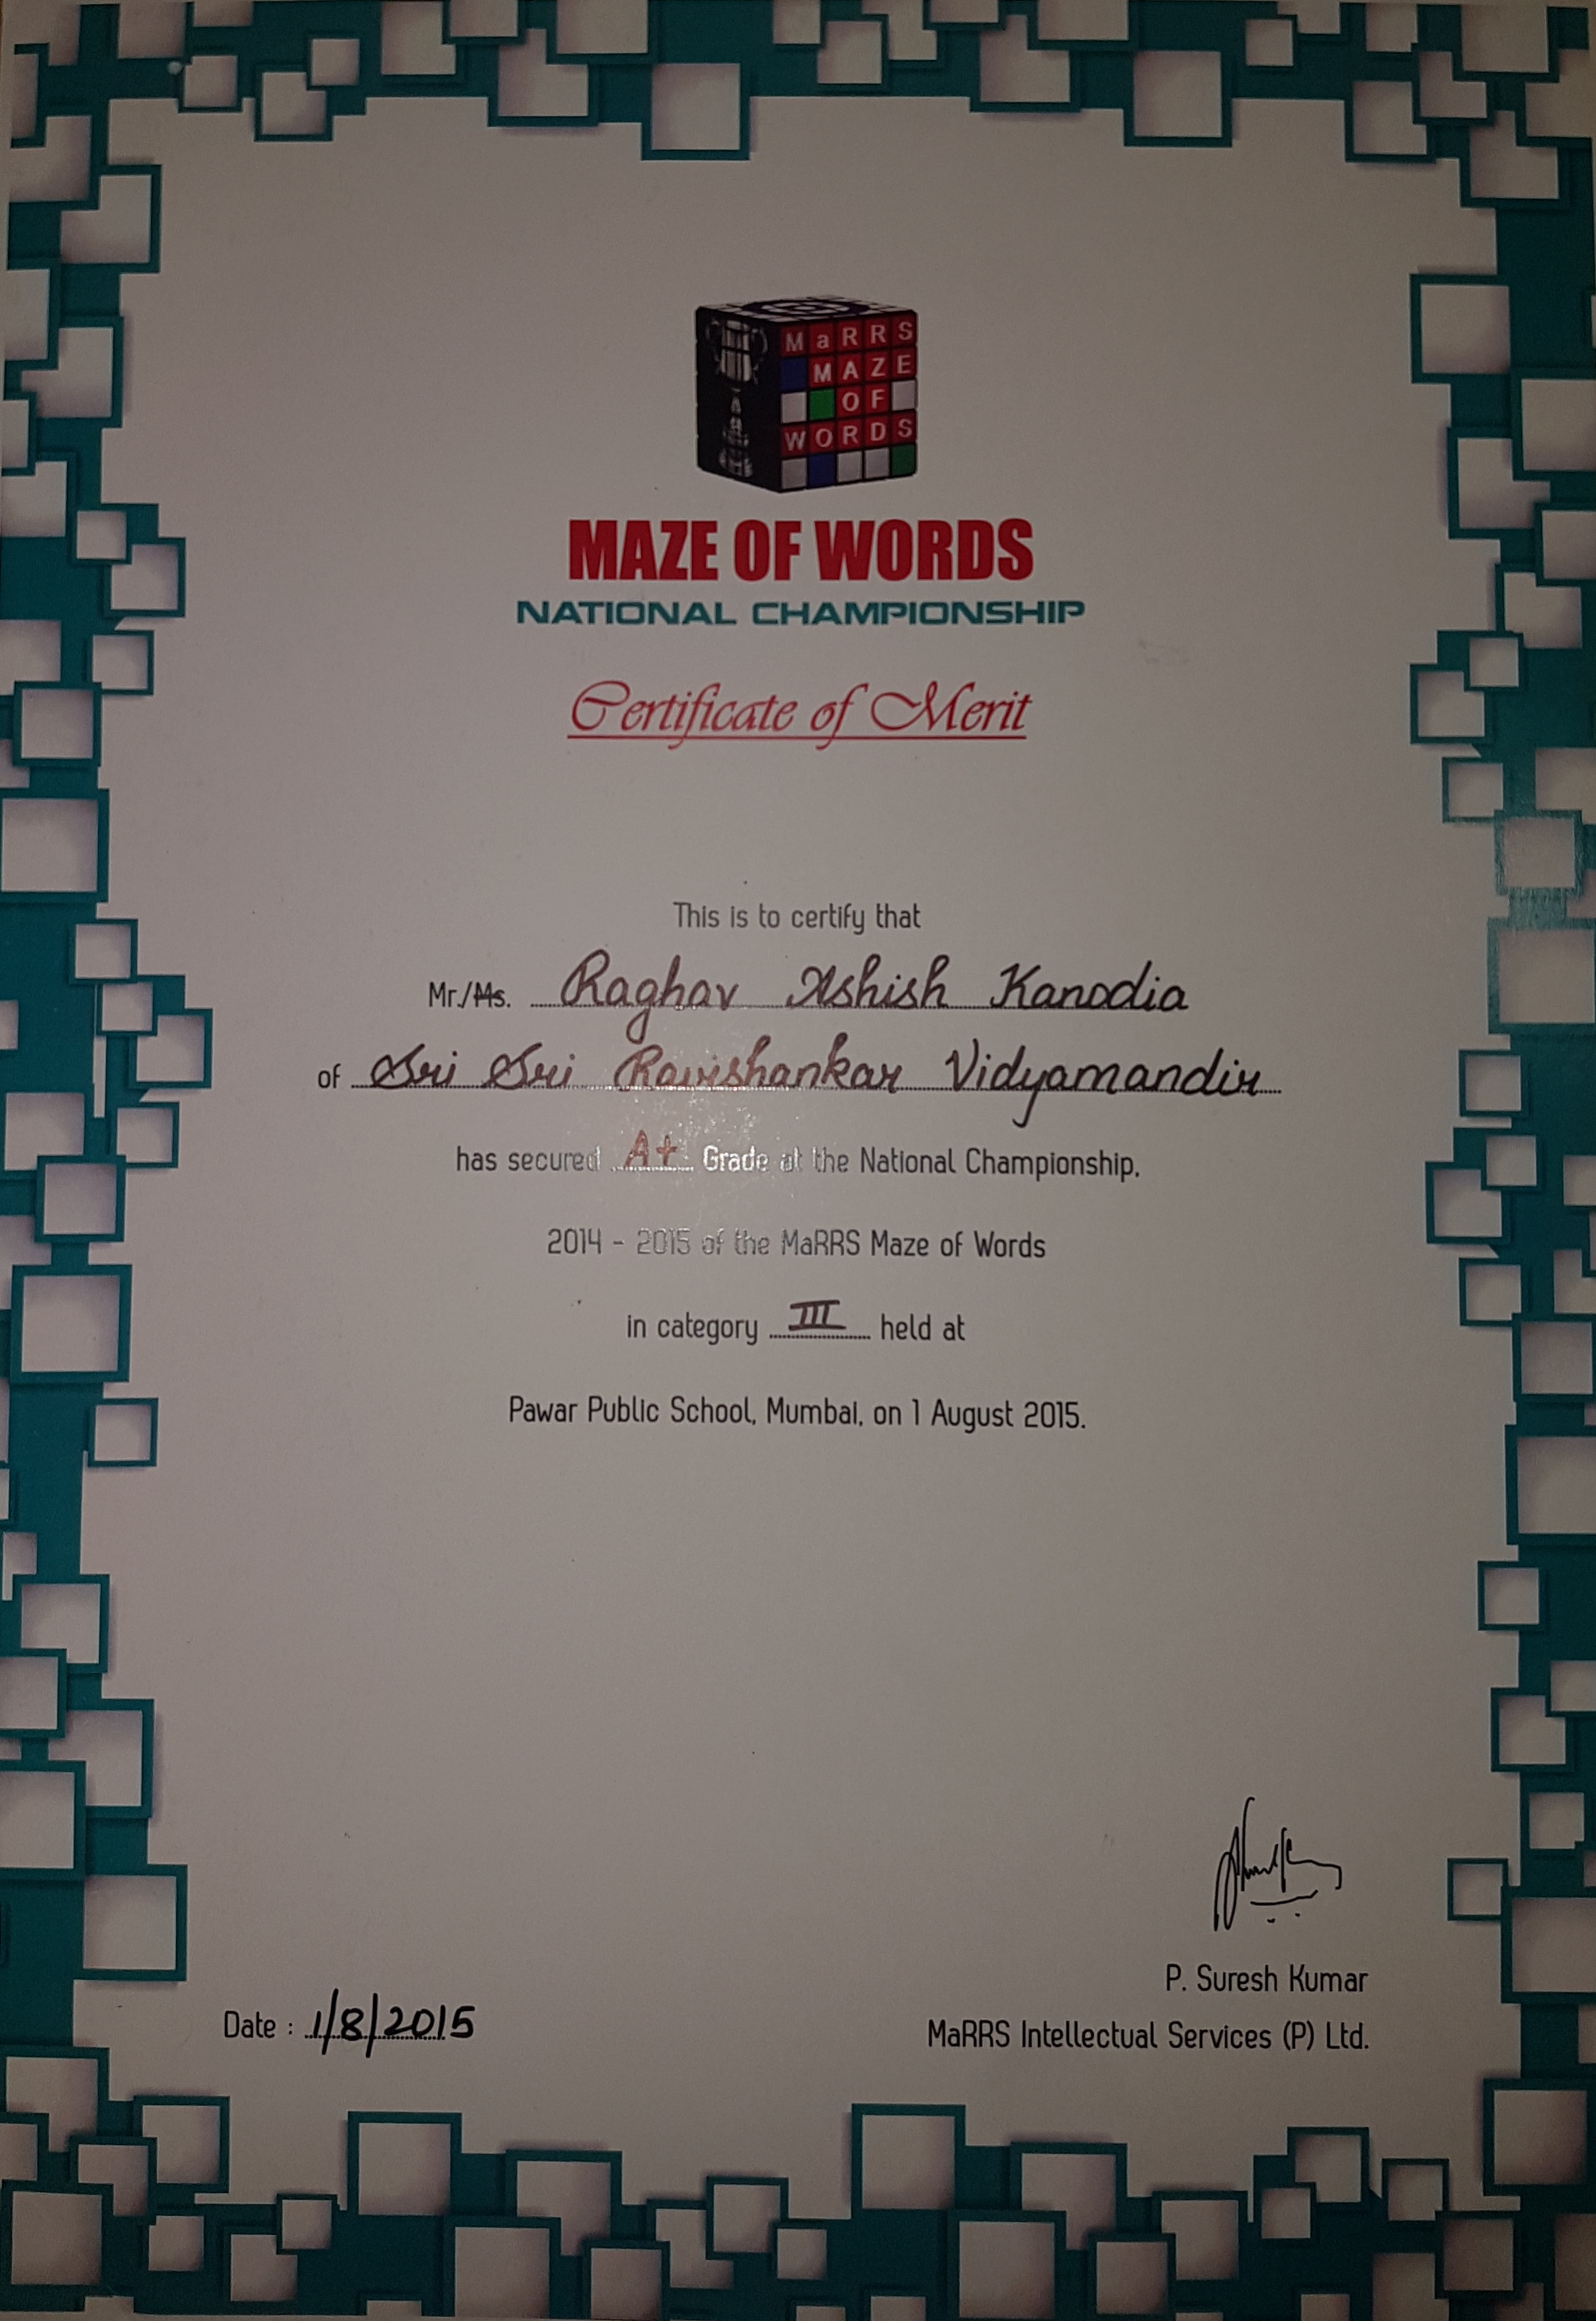 MaRRS
MAZE
OF
WORDS
MAZE OF WORDS
NATIONAL CHAMPIONSHIP
Certificate of Merit
This is to certify that
Mr./Ms. Raghav Ashish Kanodia
of Sri Sri Ravishankar Vidyamandir
has secured A+ Grade at the National Championship.
2014 - 2015 of the MaRRS Maze of Words
in category III held at
Pawar Public School, Mumbai, on 1 August 2015.
P. Suresh Kumar
Date : 1/8/2015
MaRRS Intellectual Services (P) Ltd.